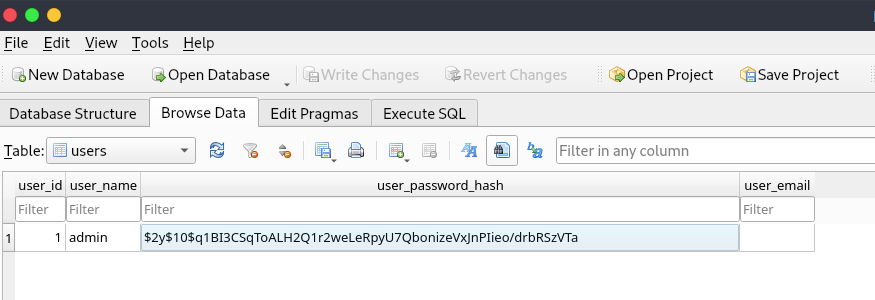 File Edit View Tools Help
New Database Open Database Write Changes Revert Changes Open Project Save Project
Database Structure Browse Data Edit Pragmas Execute SQL
Table: users Filter in any column
user_id user_name user_password_hash user_email
Filter Filter Filter Filter
1 1 admin $2y$10$q1BI3CSqToALH2Q1r2weLeRpyU7QbonizeVxJnPIieo/drbRSzVTa